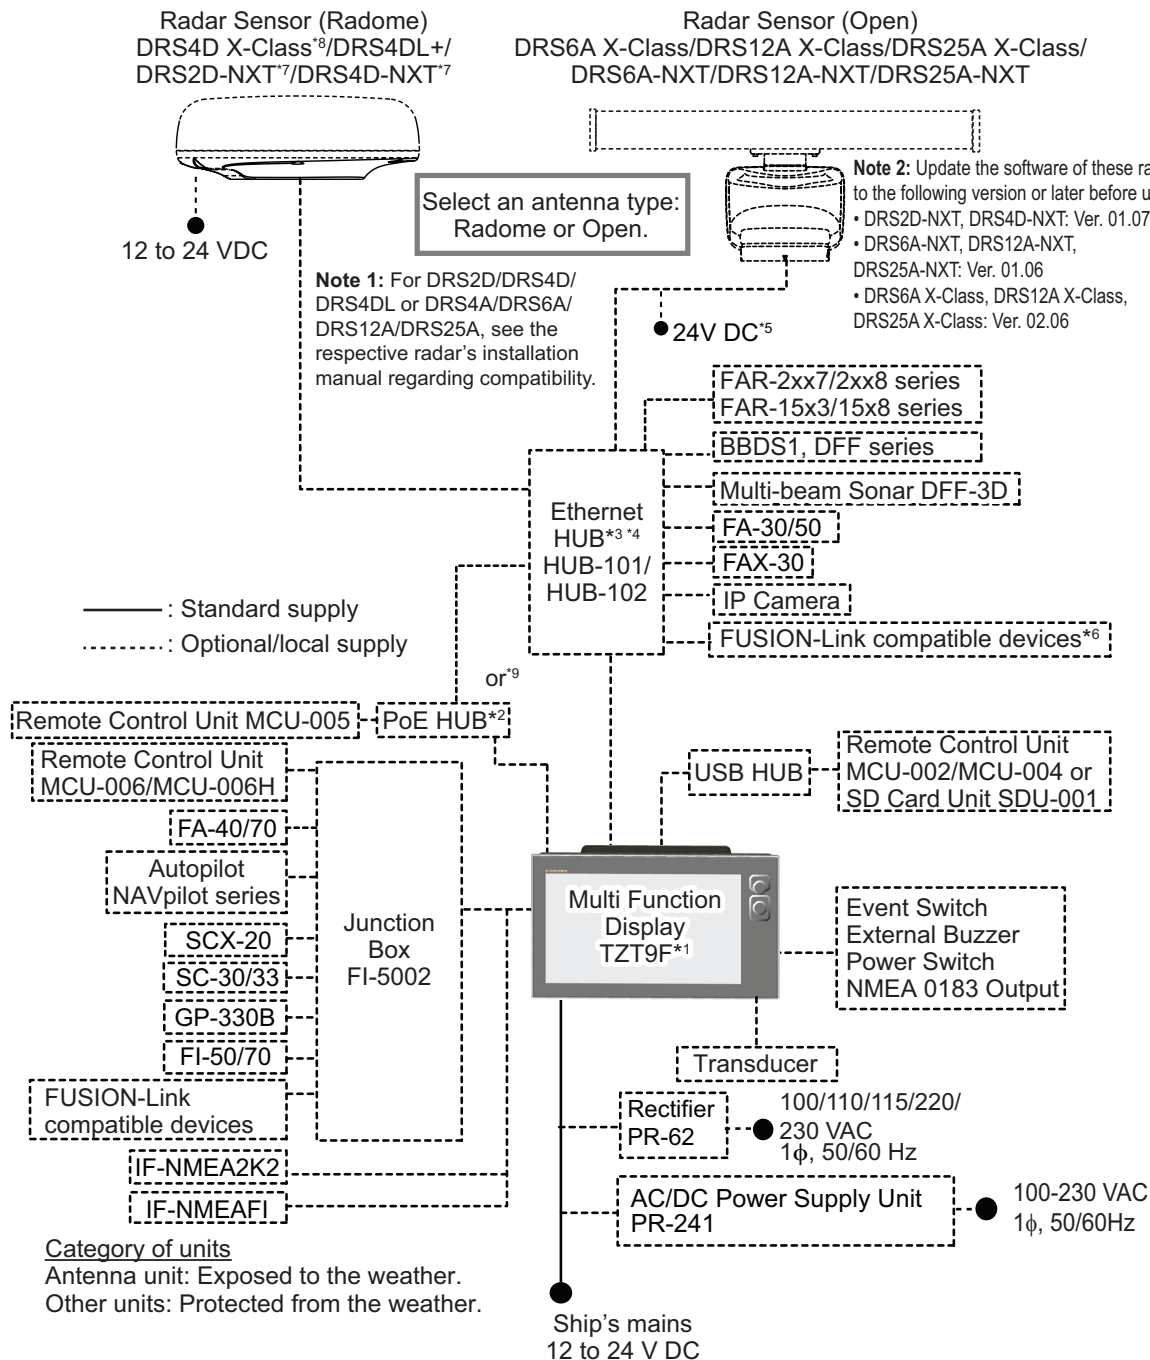 Radar Sensor (Radome)
DRS4D X-Class*8/DRS4DL+/
DRS2D-NXT*7/DRS4D-NXT*7
Radar Sensor (Open)
DRS6A X-Class/DRS12A X-Class/DRS25A X-Class/
DRS6A-NXT/DRS12A-NXT/DRS25A-NXT
12 to 24 VDC
Select an antenna type:
Radome or Open.
Note 2: Update the software of these ra
to the following version or later before u
• DRS2D-NXT, DRS4D-NXT: Ver. 01.07
• DRS6A-NXT, DRS12A-NXT,
DRS25A-NXT: Ver. 01.06
• DRS6A X-Class, DRS12A X-Class,
DRS25A X-Class: Ver. 02.06
Note 1: For DRS2D/DRS4D/
DRS4DL or DRS4A/DRS6A/
DRS12A/DRS25A, see the
respective radar's installation
manual regarding compatibility.
24V DC*5
FAR-2xx7/2xx8 series
FAR-15x3/15x8 series
BBDS1, DFF series
Multi-beam Sonar DFF-3D
FA-30/50
FAX-30
IP Camera
FUSION-Link compatible devices*6
Ethernet
HUB*3 *4
HUB-101/
HUB-102
: Standard supply
: Optional/local supply
or*9
Remote Control Unit MCU-005
PoE HUB*2
Remote Control Unit
MCU-006/MCU-006H
FA-40/70
Autopilot
NAVpilot series
SCX-20
SC-30/33
GP-330B
FI-50/70
FUSION-Link
compatible devices
Junction
Box
FI-5002
IF-NMEA2K2
IF-NMEAFI
USB HUB
Remote Control Unit
MCU-002/MCU-004 or
SD Card Unit SDU-001
Multi Function
Display
TZT9F*1
Event Switch
External Buzzer
Power Switch
NMEA 0183 Output
Transducer
Rectifier
PR-62
100/110/115/220/
230 VAC
1ϕ, 50/60 Hz
AC/DC Power Supply Unit
PR-241
100-230 VAC
1ϕ, 50/60Hz
Category of units
Antenna unit: Exposed to the weather.
Other units: Protected from the weather.
Ship's mains
12 to 24 V DC